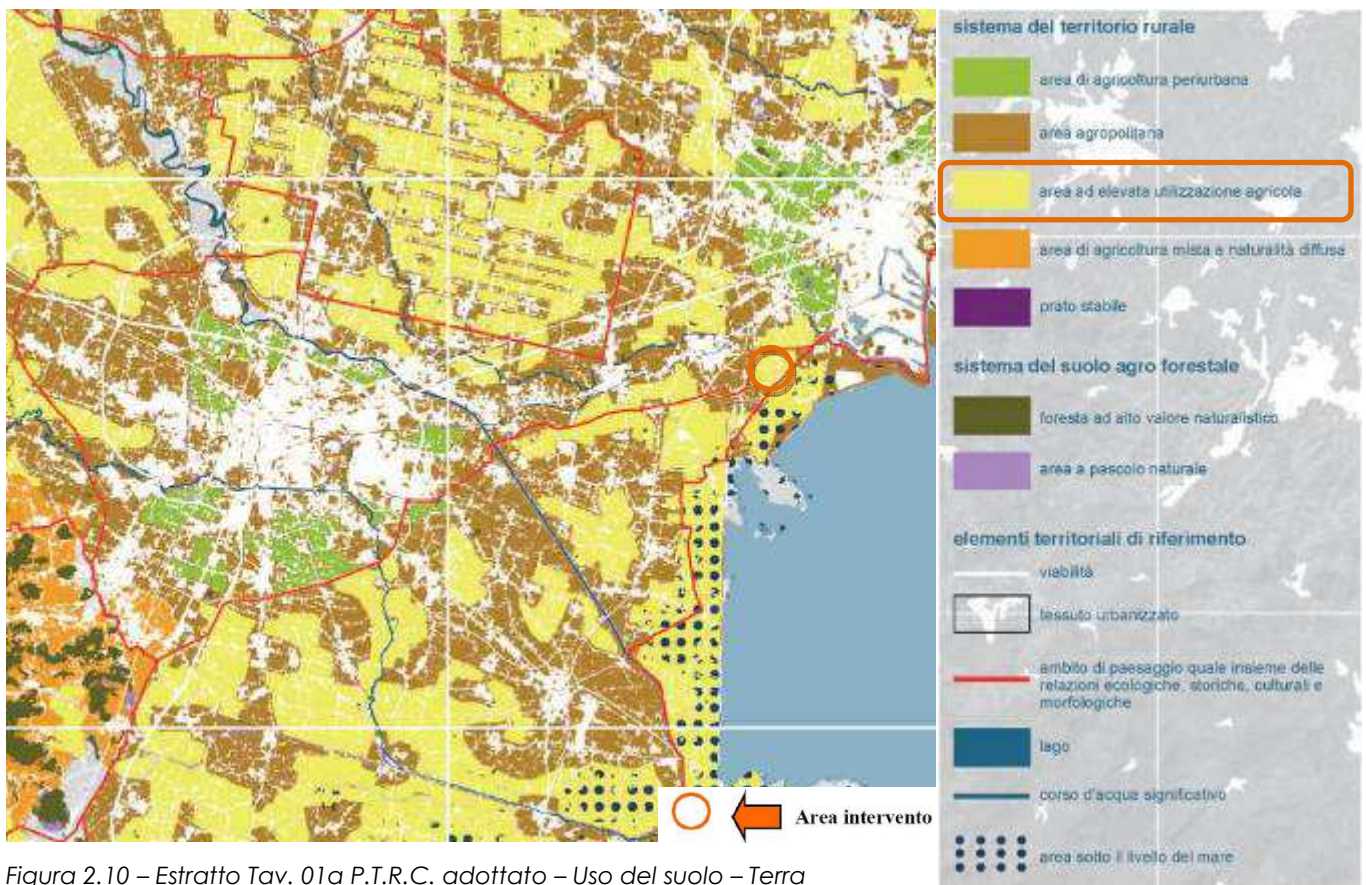 sistema del territorio rurale
area di agricoltura periurbana
area agropolitana
area ad elevata utilizzazione agricola
area di agricoltura mista a naturalità diffusa
prato stabile
sistema del suolo agro forestale
foresta ad alto valore naturalistico
area a pascolo naturale
elementi territoriali di riferimento
viabilità
tessuto urbanizzato
ambito di paesaggio quale insieme delle
relazioni ecologiche, storiche, culturali e
morfologiche
lago
corso d'acqua significativo
area sotto il livello del mare
Area intervento
Figura 2.10 – Estratto Tav. 01a P.T.R.C. adottato – Uso del suolo – Terra